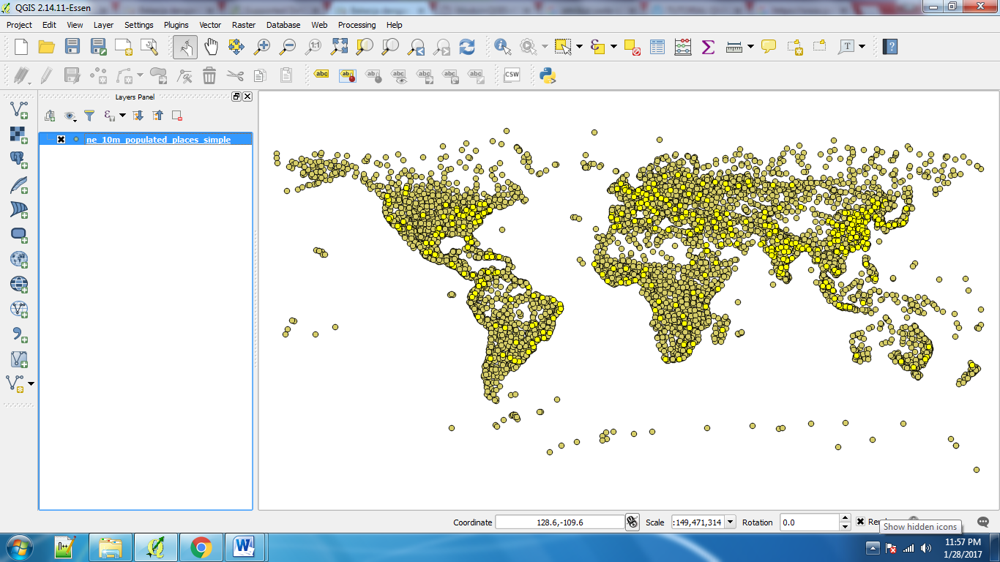 QGIS 2.14.11-Essen
Project Edit View Layer Settings Plugins Vector Raster Database Web Processing Help
1:1
T
abc abc abc abc abc abc abc CSW
Layers Panel
ne_10m_populated_places_simple
Coordinate 128.6,-109.6 Scale :149,471,314 Rotation 0.0
Show hidden icons
N++
W
11:57 PM
1/28/2017